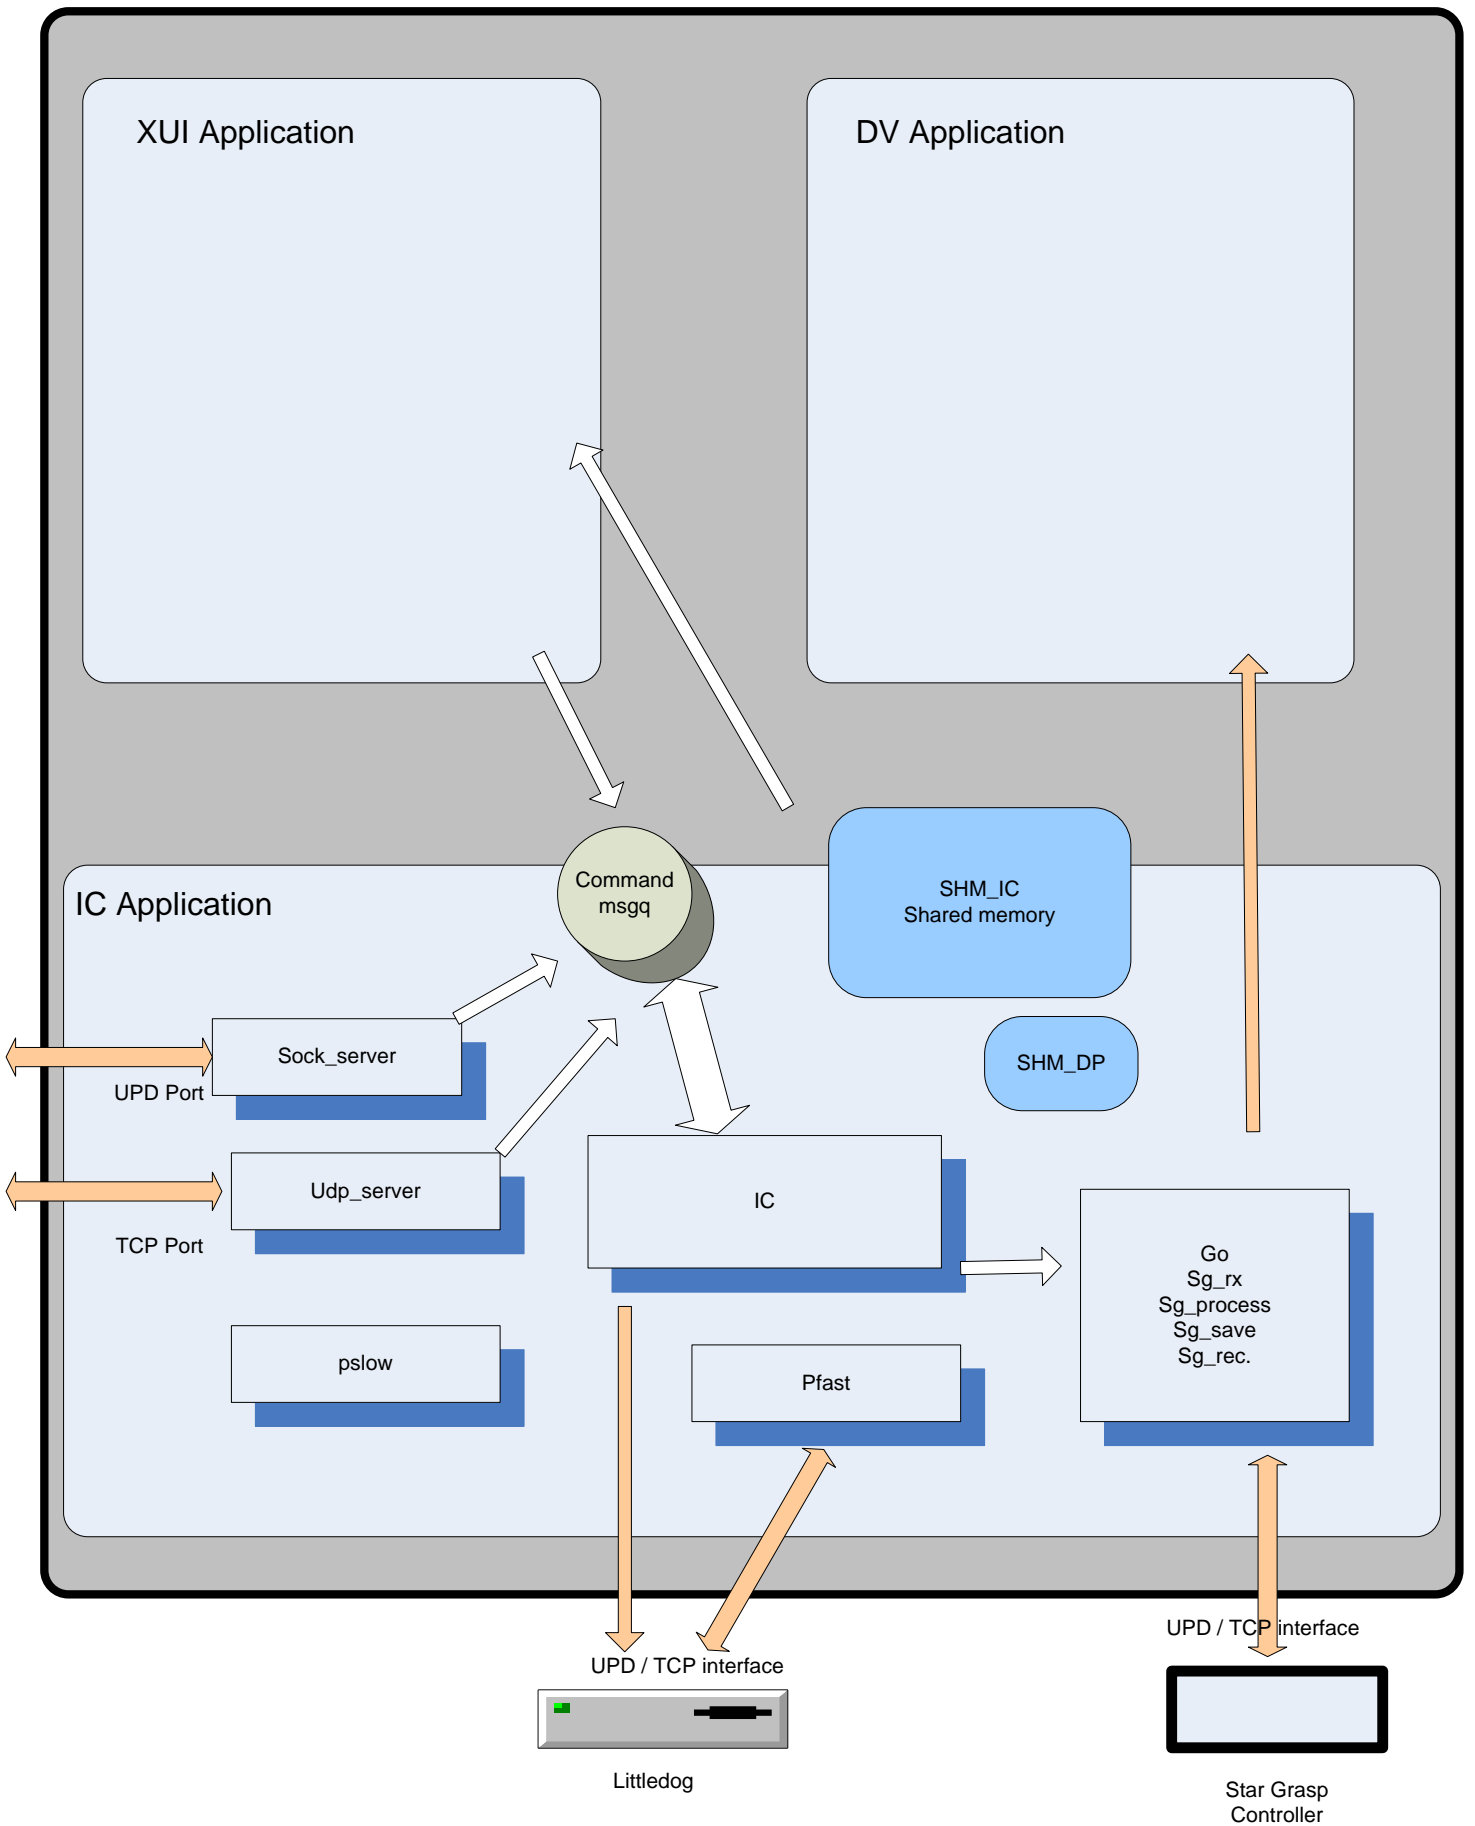 XUI Application
DV Application
IC Application
Command
msgq
SHM_IC
Shared memory
SHM_DP
Sock_server
UPD Port
Udp_server
TCP Port
IC
Go
Sg_rx
Sg_process
Sg_save
Sg_rec.
pslow
Pfast
UPD / TCP interface
UPD / TCP interface
Littledog
Star Grasp
Controller